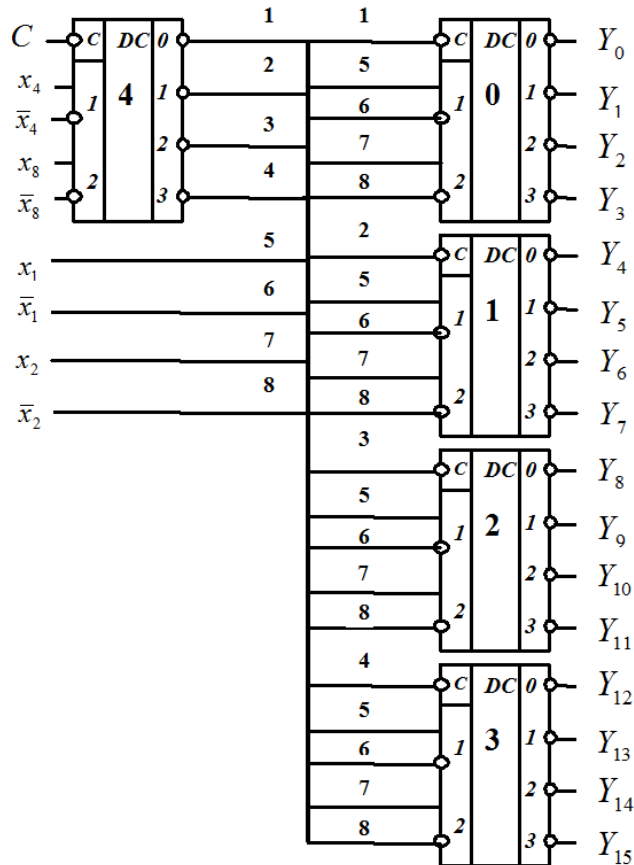 1 1
C C DC 0 C DC 0 Y₀
2 5
x₄ 1 4 1 0 1 Y₁
6
x̅₄ 1
3 7
x₈ 2 2 Y₂
4 8
x̅₈ 2 3 2 3 Y₃
2
5 C DC 0 Y₄
x₁ 5
6 1 1 1 Y₅
x̅₁ 6
7 7 2 Y₆
x₂
8 8 2 3 Y₇
x̅₂
3
C DC 0 Y₈
5
1 2 1 Y₉
6
7 2 Y₁₀
8 2 3 Y₁₁
4
C DC 0 Y₁₂
5
1 3 1 Y₁₃
6
7 2 Y₁₄
8 2 3 Y₁₅